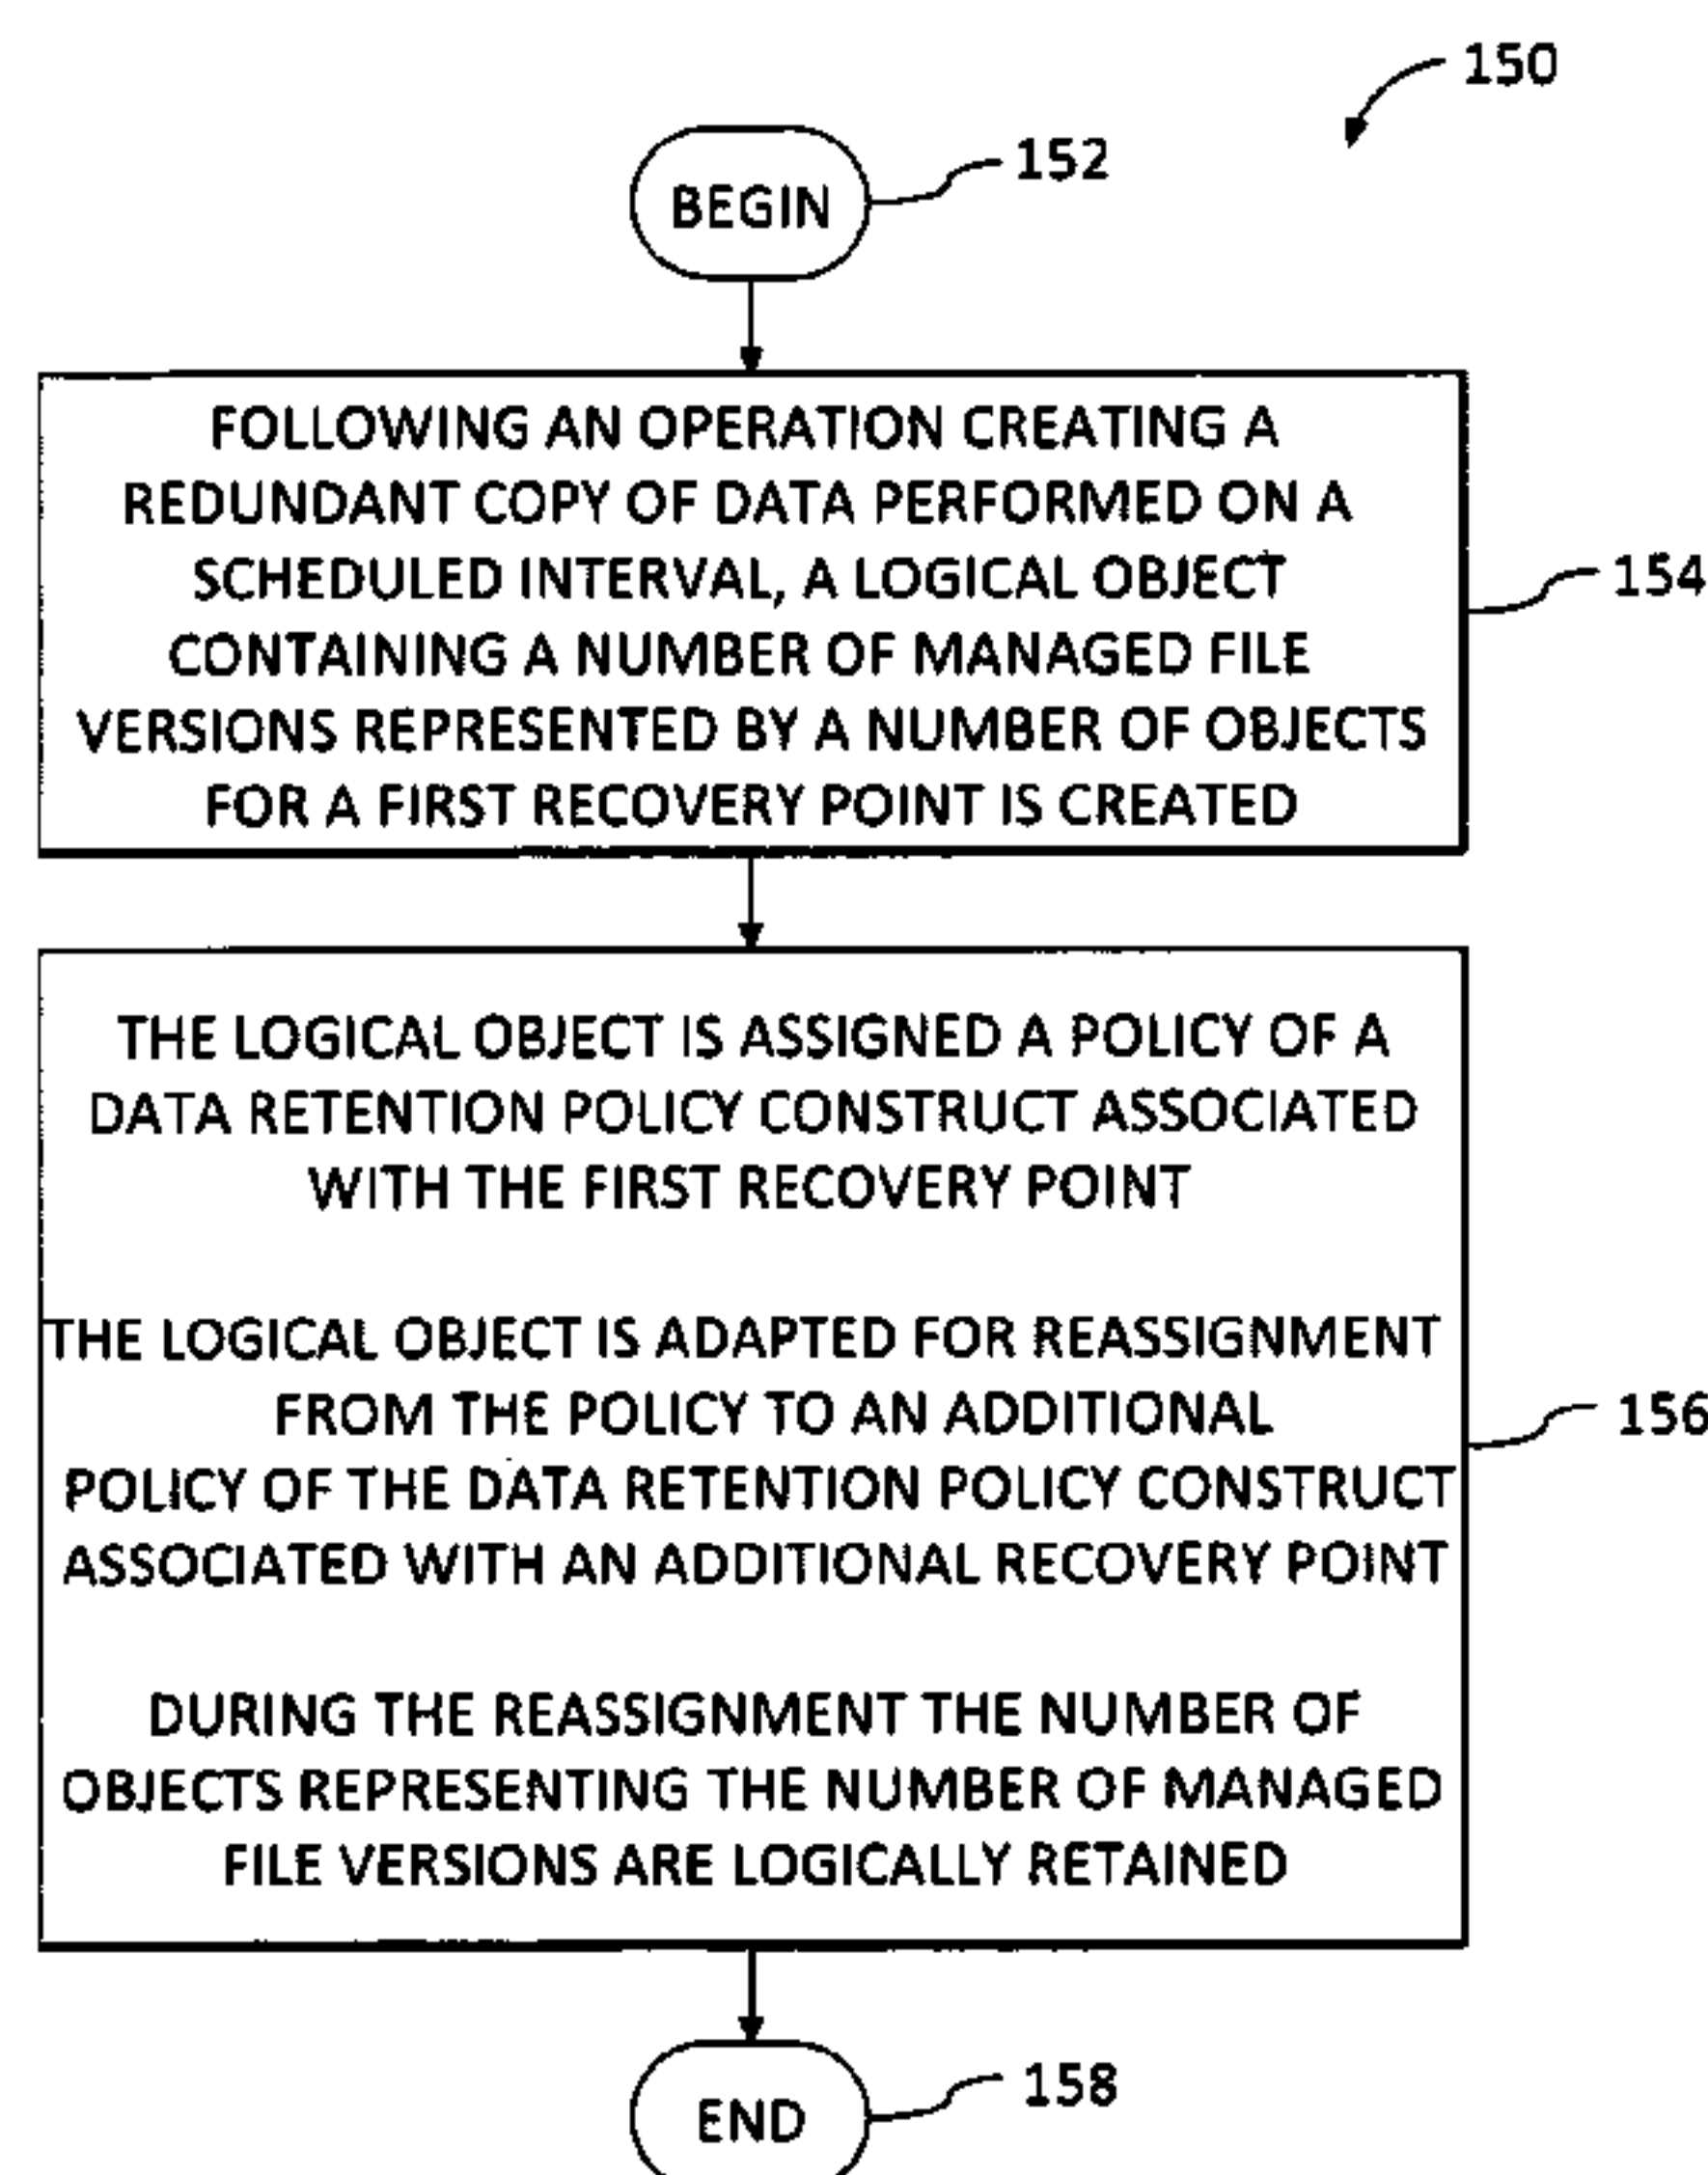 150
152
BEGIN
FOLLOWING AN OPERATION CREATING A
REDUNDANT COPY OF DATA PERFORMED ON A
SCHEDULED INTERVAL, A LOGICAL OBJECT
CONTAINING A NUMBER OF MANAGED FILE
VERSIONS REPRESENTED BY A NUMBER OF OBJECTS
FOR A FIRST RECOVERY POINT IS CREATED
154
THE LOGICAL OBJECT IS ASSIGNED A POLICY OF A
DATA RETENTION POLICY CONSTRUCT ASSOCIATED
WITH THE FIRST RECOVERY POINT
THE LOGICAL OBJECT IS ADAPTED FOR REASSIGNMENT
FROM THE POLICY TO AN ADDITIONAL
POLICY OF THE DATA RETENTION POLICY CONSTRUCT
ASSOCIATED WITH AN ADDITIONAL RECOVERY POINT
DURING THE REASSIGNMENT THE NUMBER OF
OBJECTS REPRESENTING THE NUMBER OF MANAGED
FILE VERSIONS ARE LOGICALLY RETAINED
156
END
158